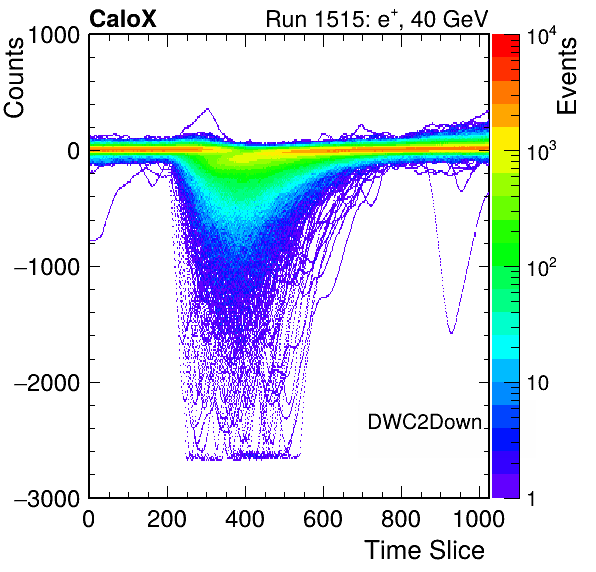 CaloX Run 1515: e⁺, 40 GeV
Counts
Events
1000
0
−1000
−2000
−3000
10⁴
10³
10²
10
1
DWC2Down
0 200 400 600 800 1000
Time Slice